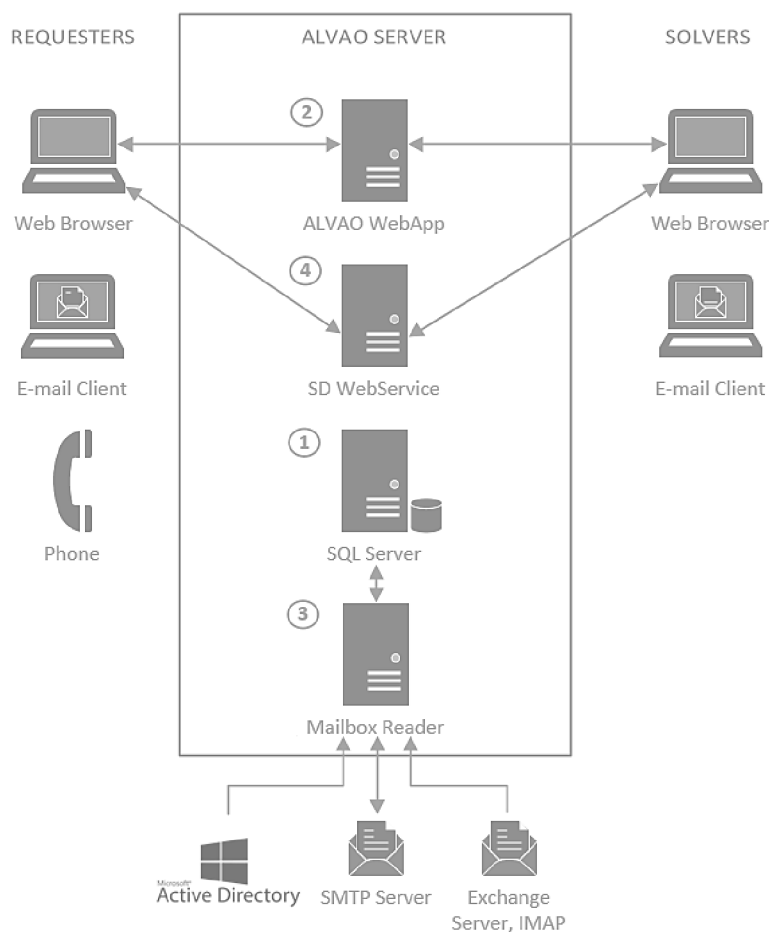 REQUESTERS
ALVAO SERVER
SOLVERS
2
Web Browser
ALVAO WebApp
Web Browser
4
E-mail Client
SD WebService
E-mail Client
1
Phone
SQL Server
3
Mailbox Reader
Microsoft®
Active Directory
SMTP Server
Exchange
Server, IMAP